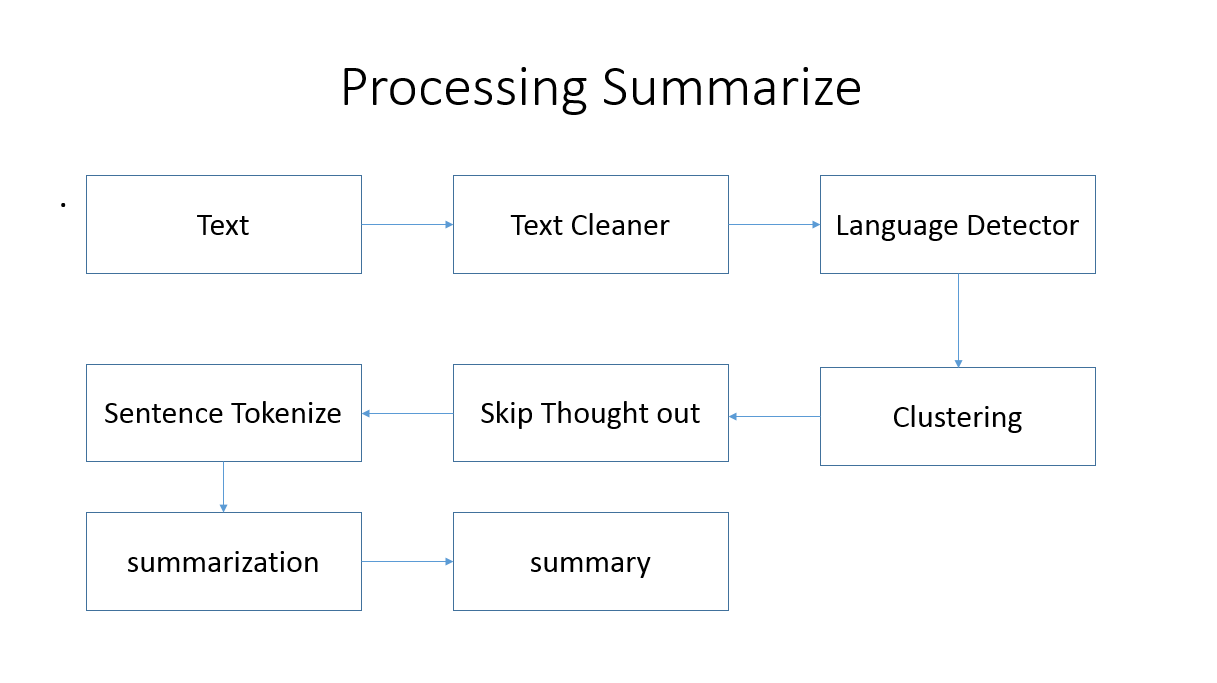 Processing Summarize
Text
Text Cleaner
Language Detector
Clustering
Skip Thought out
Sentence Tokenize
summarization
summary